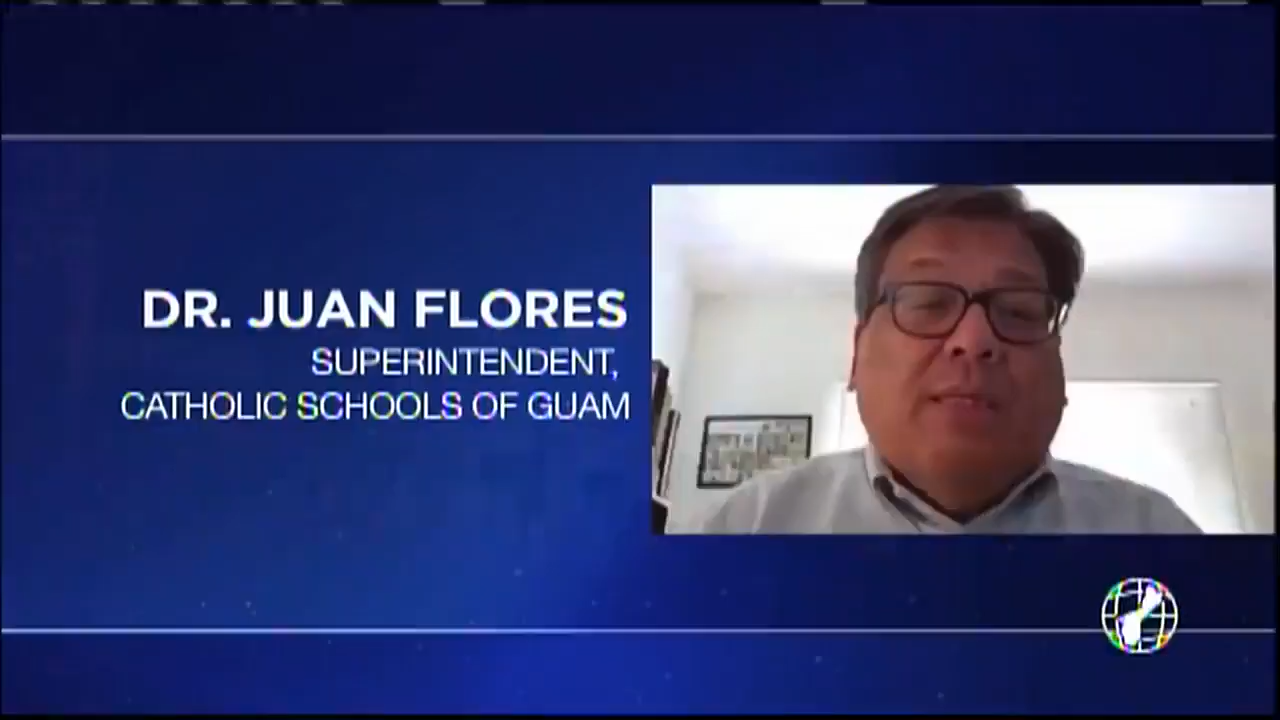 DR. JUAN FLORES
SUPERINTENDENT,
CATHOLIC SCHOOLS OF GUAM